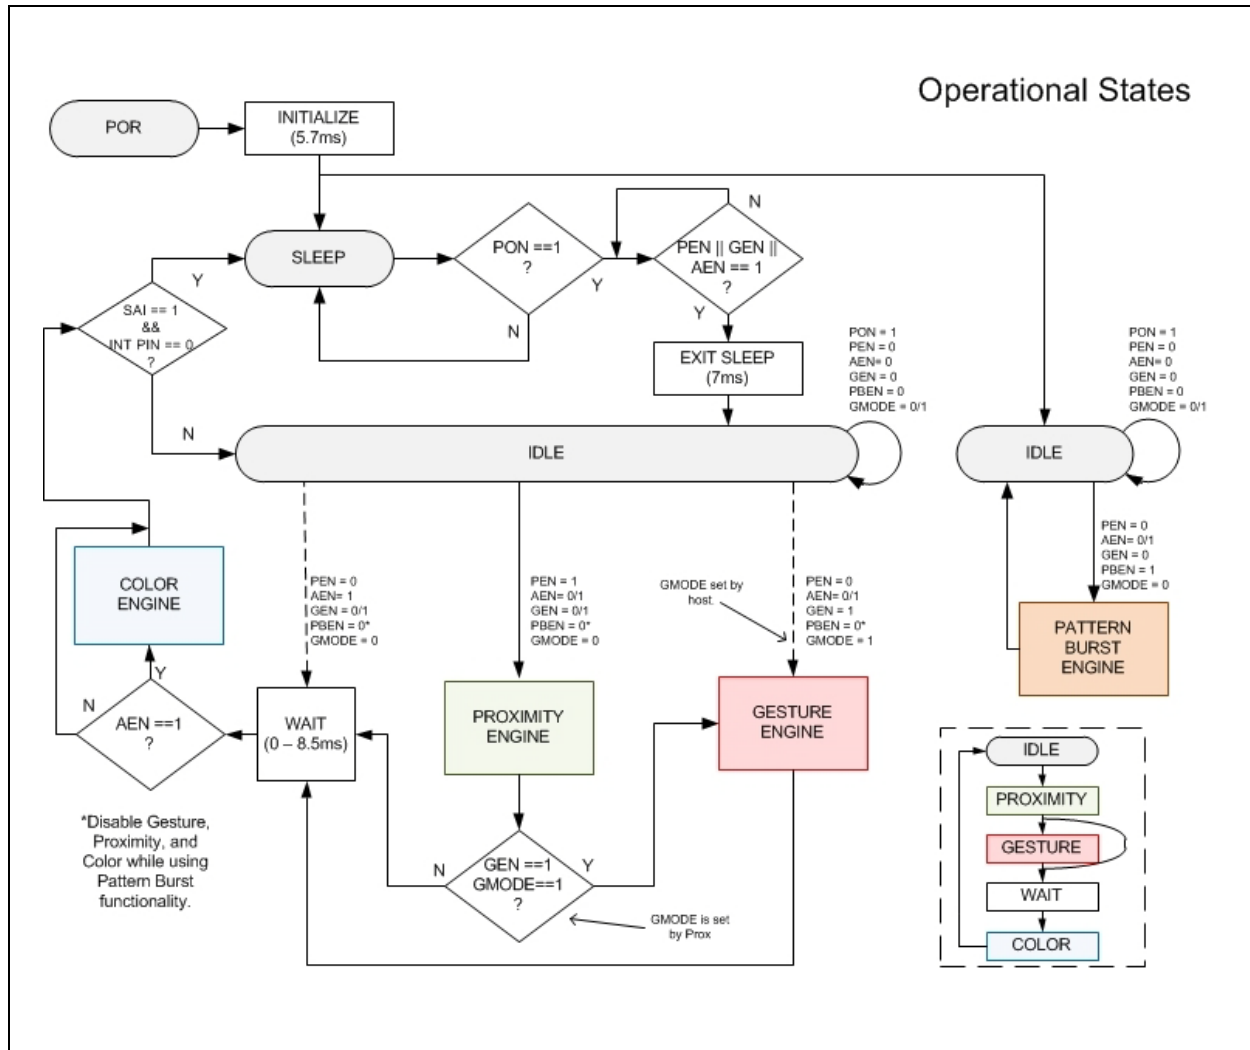 Operational States
POR
INITIALIZE
(5.7ms)
SLEEP
PON ==1
?
Y
N
N
PEN || GEN ||
AEN == 1
?
Y
EXIT SLEEP
(7ms)
Y
SAI == 1
&&
INT PIN == 0
?
N
PON = 1
PEN = 0
AEN= 0
GEN = 0
PBEN = 0
GMODE = 0/1
PON = 1
PEN = 0
AEN= 0
GEN = 0
PBEN = 0
GMODE = 0/1
IDLE
IDLE
PEN = 0
AEN= 0/1
GEN = 0
PBEN = 1
GMODE = 0
COLOR
ENGINE
PEN = 0
AEN= 1
GEN = 0/1
PBEN = 0*
GMODE = 0
PEN = 1
AEN= 0/1
GEN = 0/1
PBEN = 0*
GMODE = 0
GMODE set by
host.
PEN = 0
AEN= 0/1
GEN = 1
PBEN = 0*
GMODE = 1
PATTERN
BURST
ENGINE
Y
N
AEN ==1
?
WAIT
(0 – 8.5ms)
PROXIMITY
ENGINE
GESTURE
ENGINE
*Disable Gesture,
Proximity, and
Color while using
Pattern Burst
functionality.
N
GEN ==1
GMODE==1
?
Y
GMODE is set
by Prox
IDLE
PROXIMITY
GESTURE
WAIT
COLOR